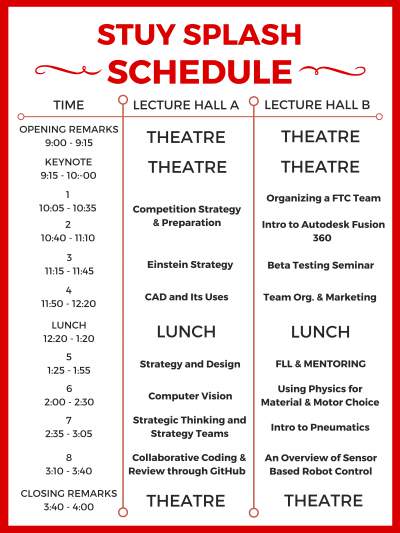 STUY SPLASH
SCHEDULE
TIME LECTURE HALL A LECTURE HALL B
OPENING REMARKS
9:00 - 9:15
THEATRE THEATRE
KEYNOTE
9:15 - 10:-00
THEATRE THEATRE
1
10:05 - 10:35
Organizing a FTC Team
Competition Strategy
& Preparation
2
10:40 - 11:10
Intro to Autodesk Fusion
360
3
11:15 - 11:45
Einstein Strategy
Beta Testing Seminar
4
11:50 - 12:20
CAD and Its Uses
Team Org. & Marketing
LUNCH
12:20 - 1:20
LUNCH LUNCH
5
1:25 - 1:55
Strategy and Design
FLL & MENTORING
6
2:00 - 2:30
Computer Vision
Using Physics for
Material & Motor Choice
7
2:35 - 3:05
Strategic Thinking and
Strategy Teams
Intro to Pneumatics
8
3:10 - 3:40
Collaborative Coding &
Review through GitHub
An Overview of Sensor
Based Robot Control
CLOSING REMARKS
3:40 - 4:00
THEATRE THEATRE